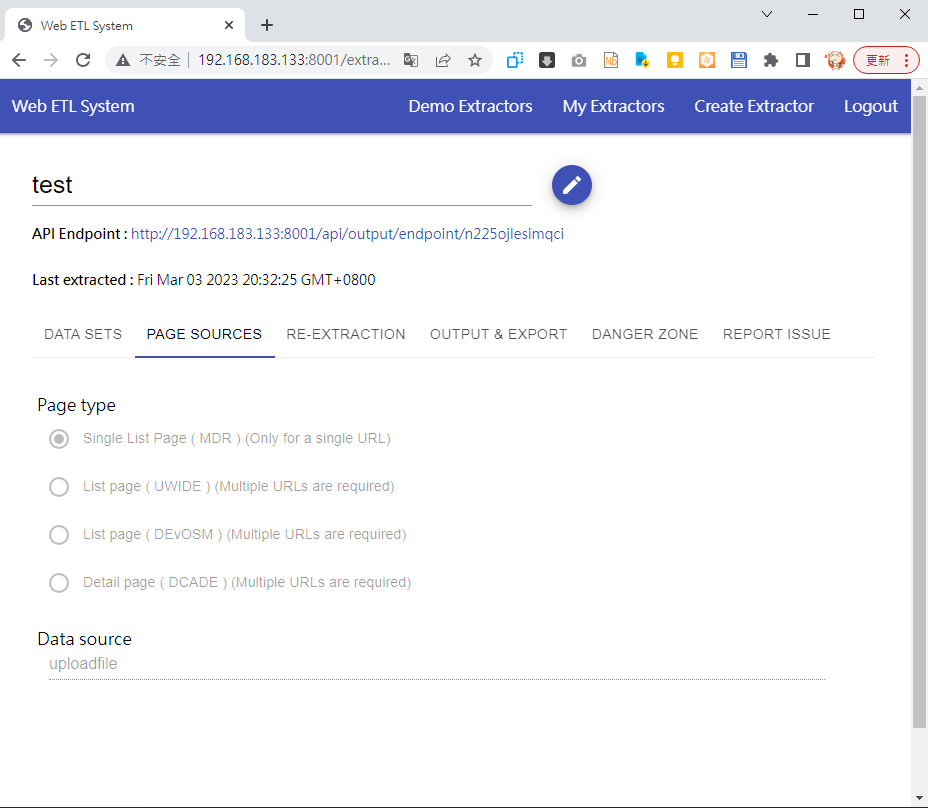 Web ETL System
不安全 192.168.183.133:8001/extra...
更新
Web ETL System Demo Extractors My Extractors Create Extractor Logout
test
API Endpoint : http://192.168.183.133:8001/api/output/endpoint/n225ojlesimqci
Last extracted : Fri Mar 03 2023 20:32:25 GMT+0800
DATA SETS PAGE SOURCES RE-EXTRACTION OUTPUT & EXPORT DANGER ZONE REPORT ISSUE
Page type
Single List Page ( MDR ) (Only for a single URL)
List page ( UWIDE ) (Multiple URLs are required)
List page ( DEvOSM ) (Multiple URLs are required)
Detail page ( DCADE ) (Multiple URLs are required)
Data source
uploadfile